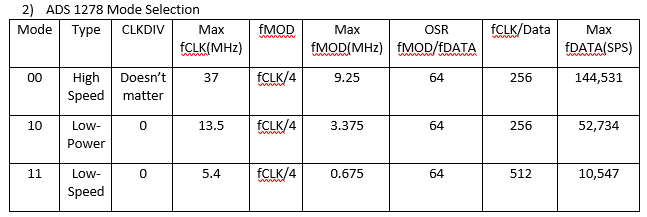 2) ADS 1278 Mode Selection
Mode Type CLKDIV Max fCLK(MHz) fMOD Max fMOD(MHz) OSR fMOD/fDATA fCLK/Data Max fDATA(SPS)
00 High Speed Doesn't matter 37 fCLK/4 9.25 64 256 144,531
10 Low-Power 0 13.5 fCLK/4 3.375 64 256 52,734
11 Low-Speed 0 5.4 fCLK/4 0.675 64 512 10,547